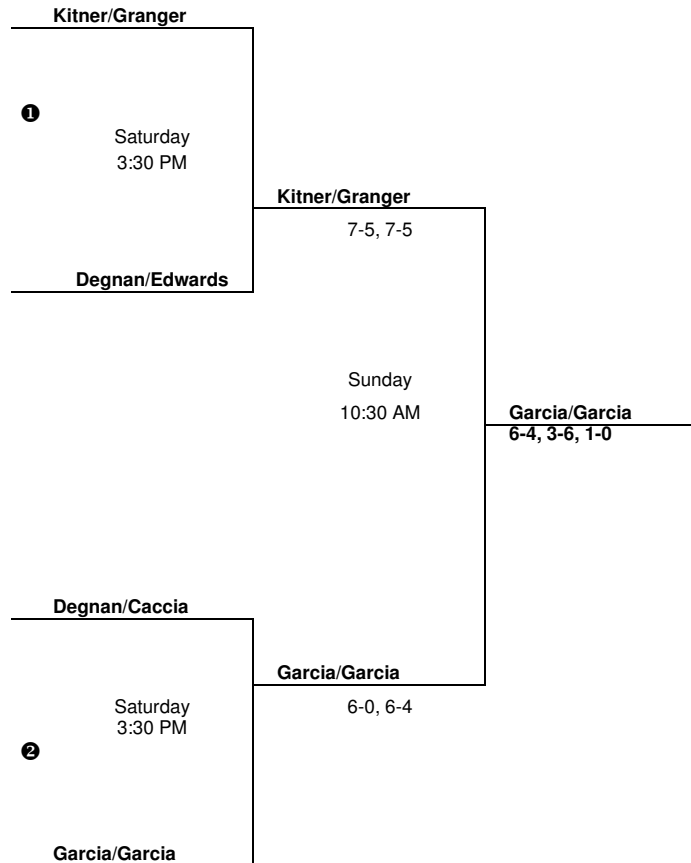 Kitner/Granger
❶
Saturday
3:30 PM
Kitner/Granger
7-5, 7-5
Degnan/Edwards
Sunday
10:30 AM
Garcia/Garcia
6-4, 3-6, 1-0
Degnan/Caccia
Garcia/Garcia
Saturday
6-0, 6-4
3:30 PM
❷
Garcia/Garcia